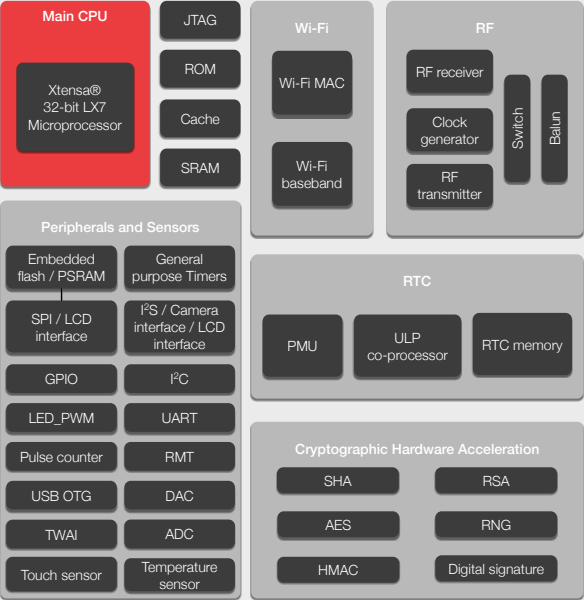 Main CPU
Xtensa®
32-bit LX7
Microprocessor
JTAG
ROM
Cache
SRAM
Wi-Fi
Wi-Fi MAC
Wi-Fi
baseband
RF
RF receiver
Clock
generator
RF
transmitter
Switch
Balun
Peripherals and Sensors
Embedded
flash / PSRAM
General
purpose Timers
SPI / LCD
interface
I²S / Camera
interface / LCD
interface
GPIO
I²C
LED_PWM
UART
Pulse counter
RMT
USB OTG
DAC
TWAI
ADC
Touch sensor
Temperature
sensor
RTC
PMU
ULP
co-processor
RTC memory
Cryptographic Hardware Acceleration
SHA
RSA
AES
RNG
HMAC
Digital signature